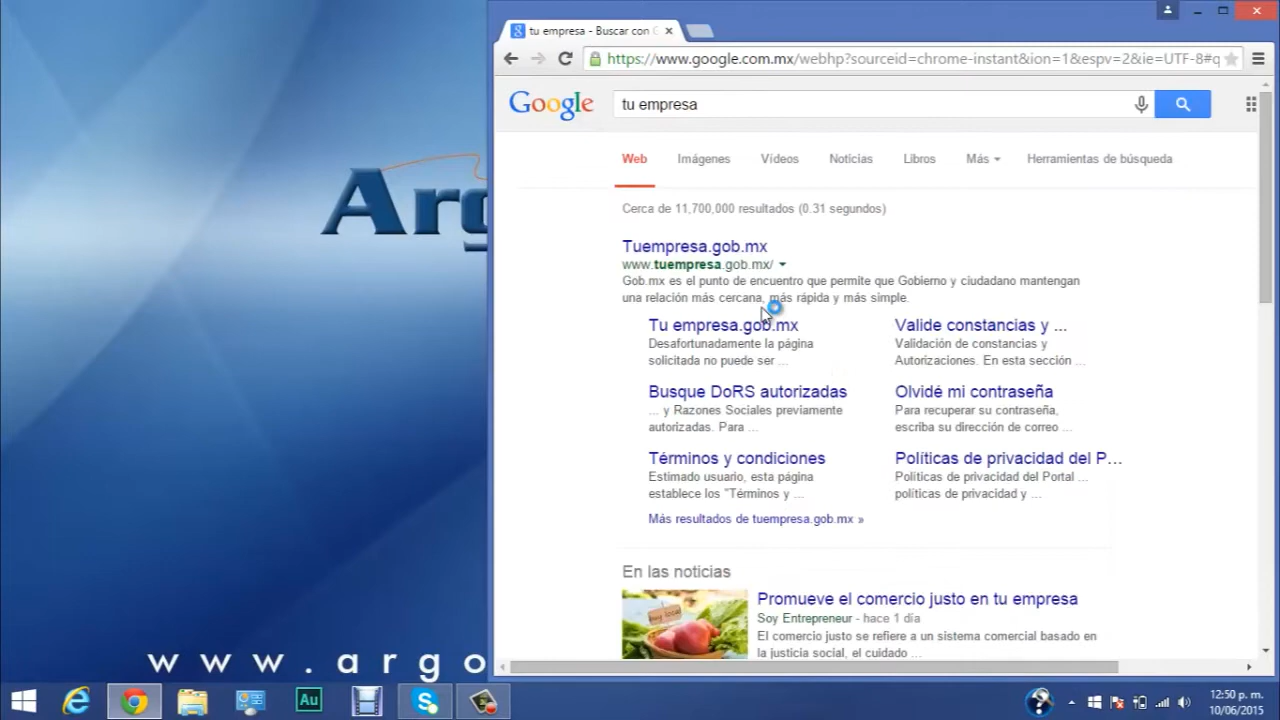 tu empresa - Buscar con G
https://www.google.com.mx/webhp?sourceid=chrome-instant&ion=1&espv=2&ie=UTF-8#q
Google
tu empresa
Web Imágenes Vídeos Noticias Libros Más Herramientas de búsqueda
Cerca de 11,700,000 resultados (0.31 segundos)
Tuempresa.gob.mx
www.tuempresa.gob.mx/
Gob.mx es el punto de encuentro que permite que Gobierno y ciudadano mantengan
una relación más cercana, más rápida y más simple.
Tu empresa.gob.mx
Desafortunadamente la página
solicitada no puede ser ...
Valide constancias y ...
Validación de constancias y
Autorizaciones. En esta sección ...
Busque DoRS autorizadas
... y Razones Sociales previamente
autorizadas. Para ...
Olvidé mi contraseña
Para recuperar su contraseña,
escriba su dirección de correo ...
Términos y condiciones
Estimado usuario, esta página
establece los "Términos y ...
Políticas de privacidad del P...
Políticas de privacidad del Portal ...
políticas de privacidad y ...
Más resultados de tuempresa.gob.mx »
En las noticias
Promueve el comercio justo en tu empresa
Soy Entrepreneur - hace 1 día
El comercio justo se refiere a un sistema comercial basado en
la justicia social, el cuidado ...
Arg
www.argo
Au
12:50 p. m.
10/06/2015